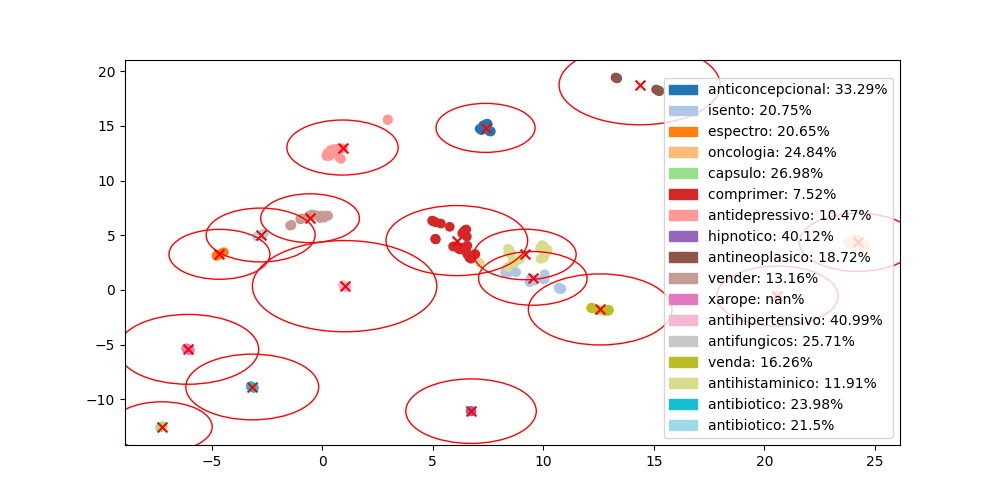 20
15
10
5
0
−5
−10
−5
0
5
10
15
20
25
anticoncepcional: 33.29%
isento: 20.75%
espectro: 20.65%
oncologia: 24.84%
capsulo: 26.98%
comprimer: 7.52%
antidepressivo: 10.47%
hipnotico: 40.12%
antineoplasico: 18.72%
vender: 13.16%
xarope: nan%
antihipertensivo: 40.99%
antifungicos: 25.71%
venda: 16.26%
antihistaminico: 11.91%
antibiotico: 23.98%
antibiotico: 21.5%